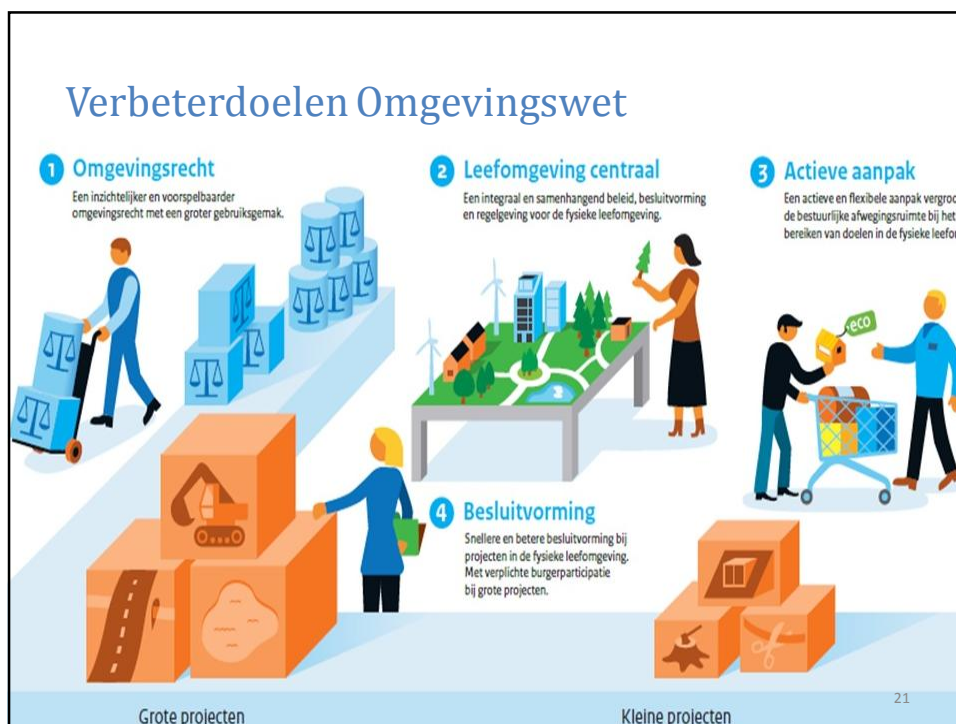 Verbeterdoelen Omgevingswet
1 Omgevingsrecht
Een inzichtelijker en voorspelbaarder
omgevingsrecht met een groter gebruiksgemak.
2 Leefomgeving centraal
Een integraal en samenhangend beleid, besluitvorming
en regelgeving voor de fysieke leefomgeving.
3 Actieve aanpak
Een actieve en flexibele aanpak vergroo
de bestuurlijke afwegingsruimte bij het
bereiken van doelen in de fysieke leefo
eco
4 Besluitvorming
Snellere en betere besluitvorming bij
projecten in de fysieke leefomgeving.
Met verplichte burgerparticipatie
bij grote projecten.
Grote projecten
Kleine projecten
21